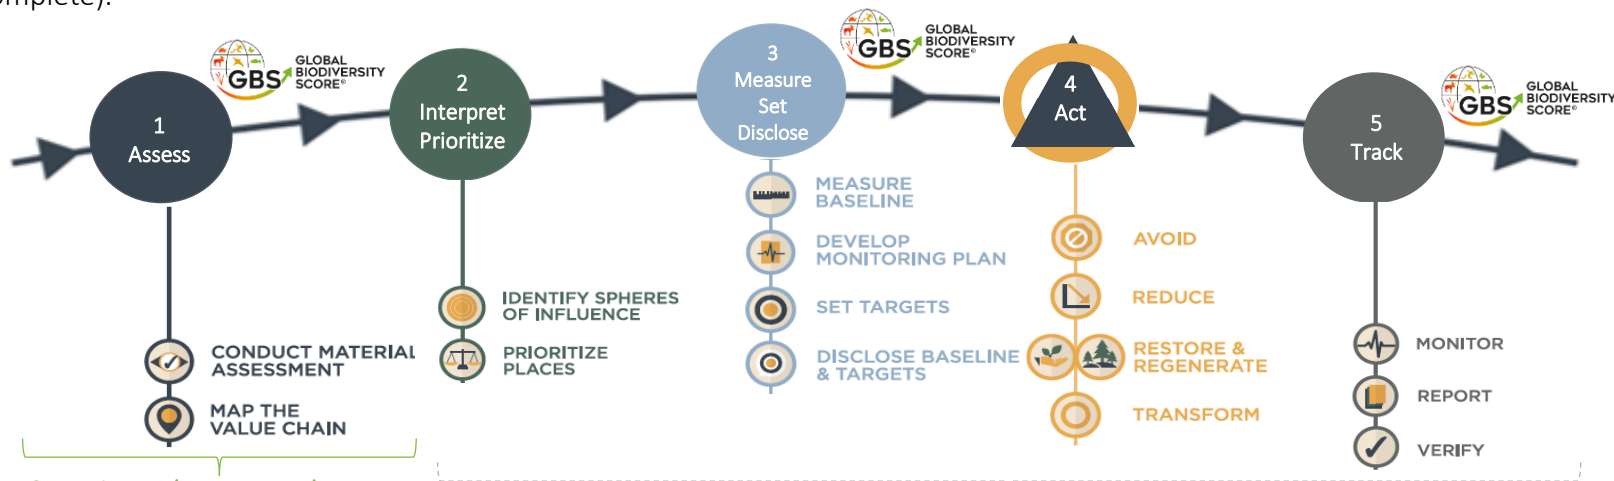 omplete).
GBS GLOBAL
BIODIVERSITY
SCORE©
1
Assess
CONDUCT MATERIAL
ASSESSMENT
MAP THE
VALUE CHAIN
2
Interpret
Prioritize
IDENTIFY SPHERES
OF INFLUENCE
PRIORITIZE
PLACES
3
Measure
Set
Disclose
MEASURE
BASELINE
DEVELOP
MONITORING PLAN
SET TARGETS
DISCLOSE BASELINE
& TARGETS
GBS GLOBAL
BIODIVERSITY
SCORE©
4
Act
AVOID
REDUCE
RESTORE &
REGENERATE
TRANSFORM
5
Track
MONITOR
REPORT
VERIFY
GBS GLOBAL
BIODIVERSITY
SCORE©